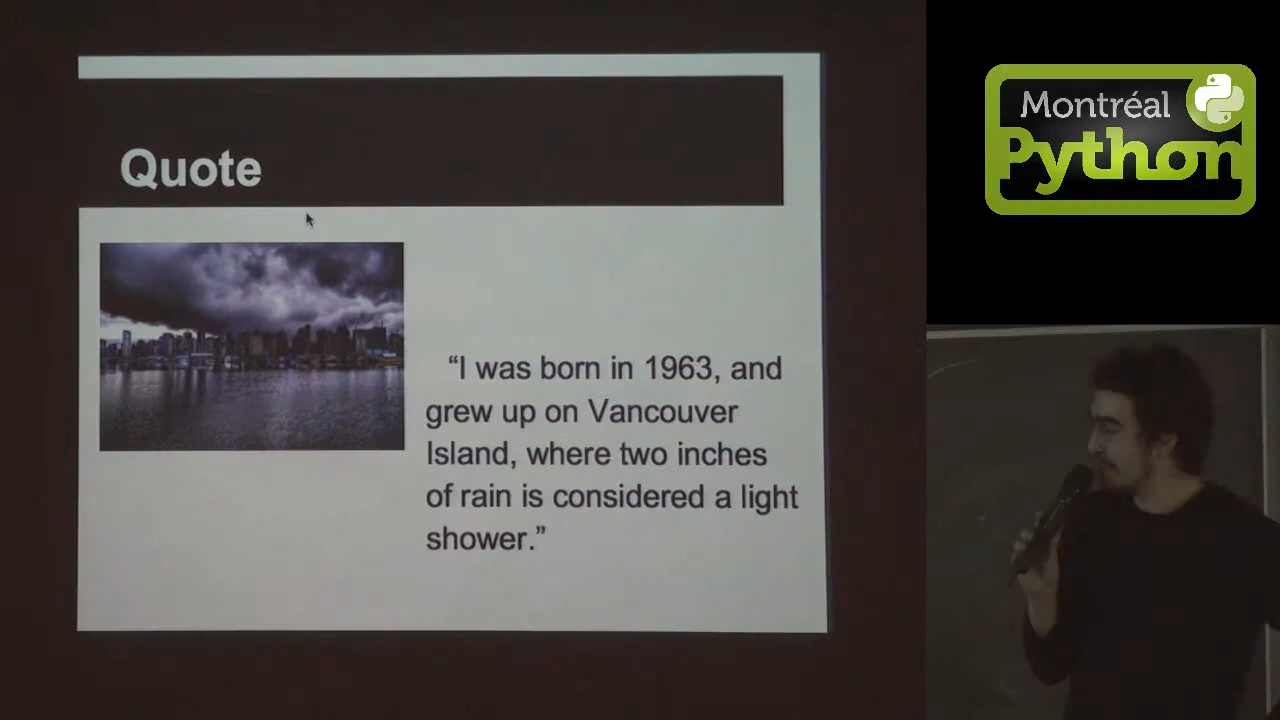 Quote
“I was born in 1963, and
grew up on Vancouver
Island, where two inches
of rain is considered a light
shower.”
Montréal
Python